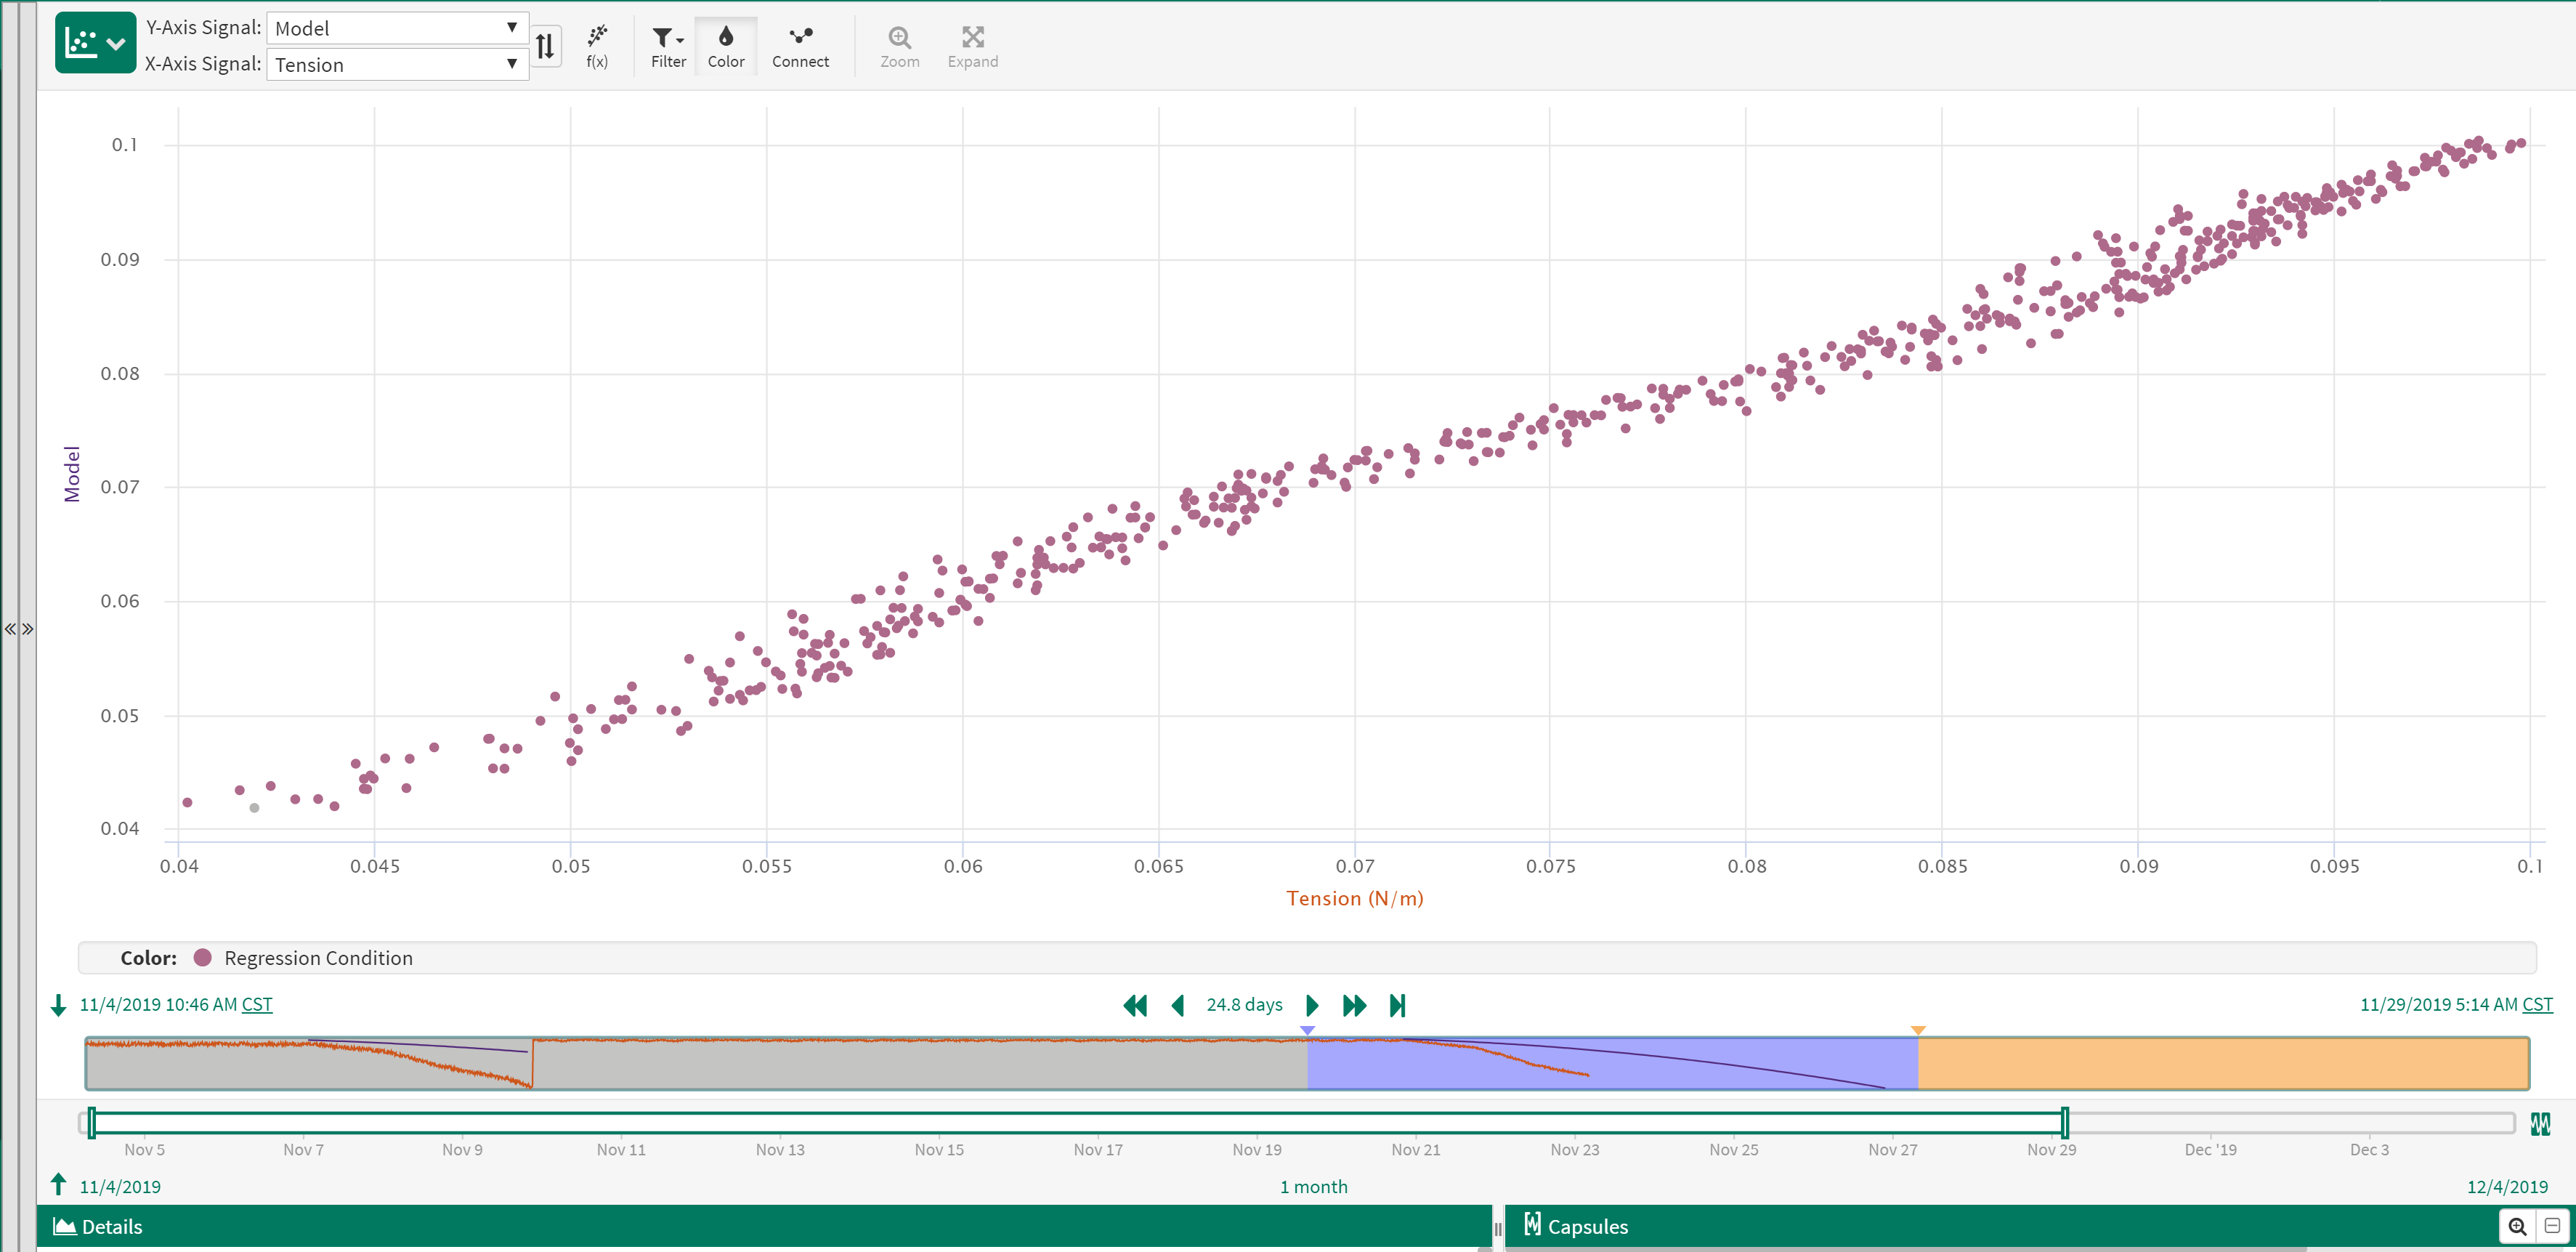 Y-Axis Signal: Model ▼
X-Axis Signal: Tension ▼
f(x) Filter Color Connect Zoom Expand
0.1
0.09
0.08
0.07
0.06
0.05
0.04
Model
0.04 0.045 0.05 0.055 0.06 0.065 0.07 0.075 0.08 0.085 0.09 0.095 0.1
Tension (N/m)
Color: Regression Condition
11/4/2019 10:46 AM CST 24.8 days 11/29/2019 5:14 AM CST
Nov 5 Nov 7 Nov 9 Nov 11 Nov 13 Nov 15 Nov 17 Nov 19 Nov 21 Nov 23 Nov 25 Nov 27 Nov 29 Dec '19 Dec 3
11/4/2019 1 month 12/4/2019
Details Capsules